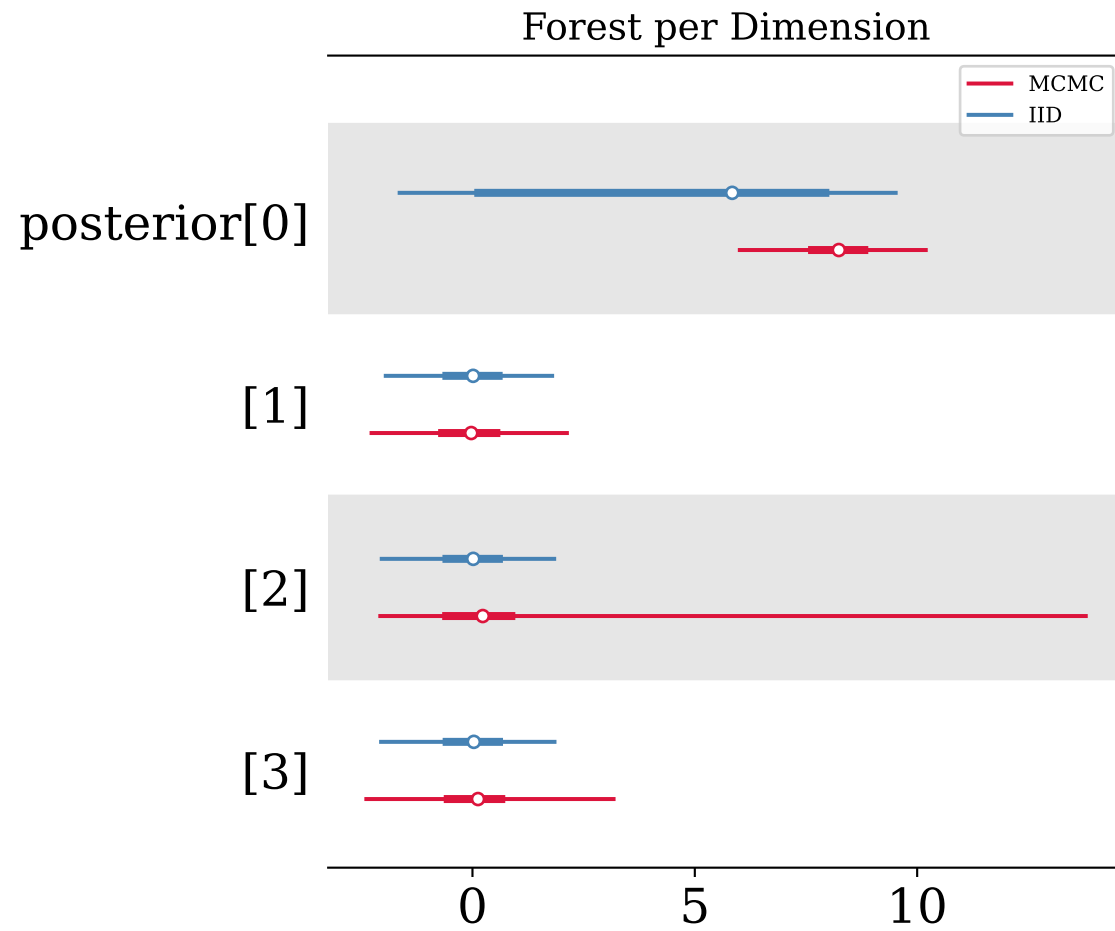 Forest per Dimension
MCMC
IID
posterior[0]
[1]
[2]
[3]
0 5 10